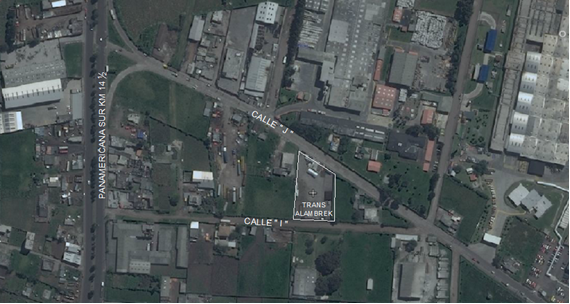 PANAMERICANA SUR KM 14 ½
CALLE "J"
TRANS
ALAMBREK
CALLE "I"